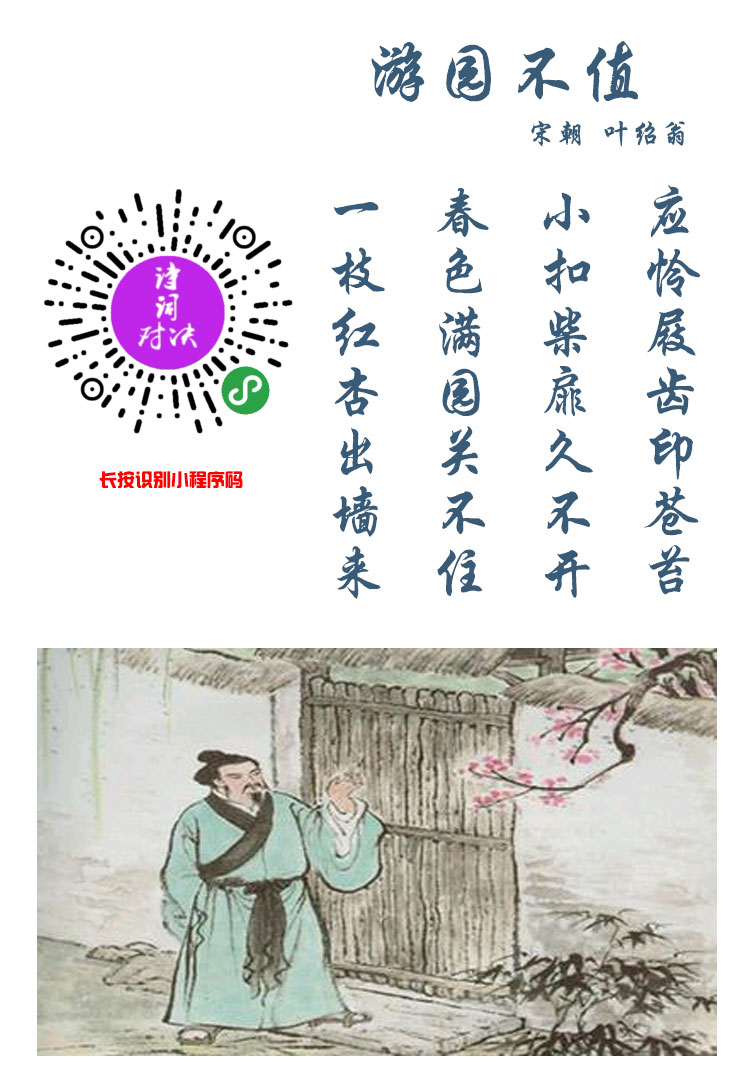 游园不值
宋朝 叶绍翁
应怜屐齿印苍苔
小扣柴扉久不开
春色满园关不住
一枝红杏出墙来
诗词对决
长按识别小程序码